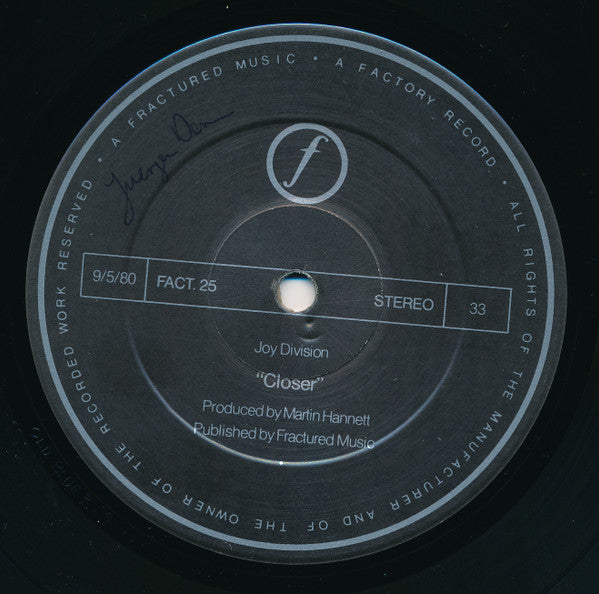 A FRACTURED MUSIC • A FACTORY RECORD. • ALL RIGHTS OF THE MANUFACTURER AND OF THE OWNER OF THE RECORDED WORK RESERVED •
f
9/5/80 FACT. 25 STEREO 33
Joy Division
“Closer”
Produced by Martin Hannett
Published by Fractured Music